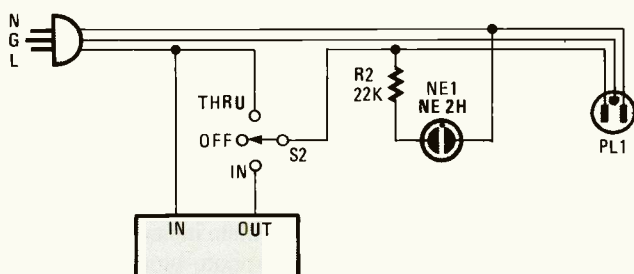 N
G
L
THRU
OFF
S2
IN
R2
22K
NE1
NE 2H
PL1
IN OUT